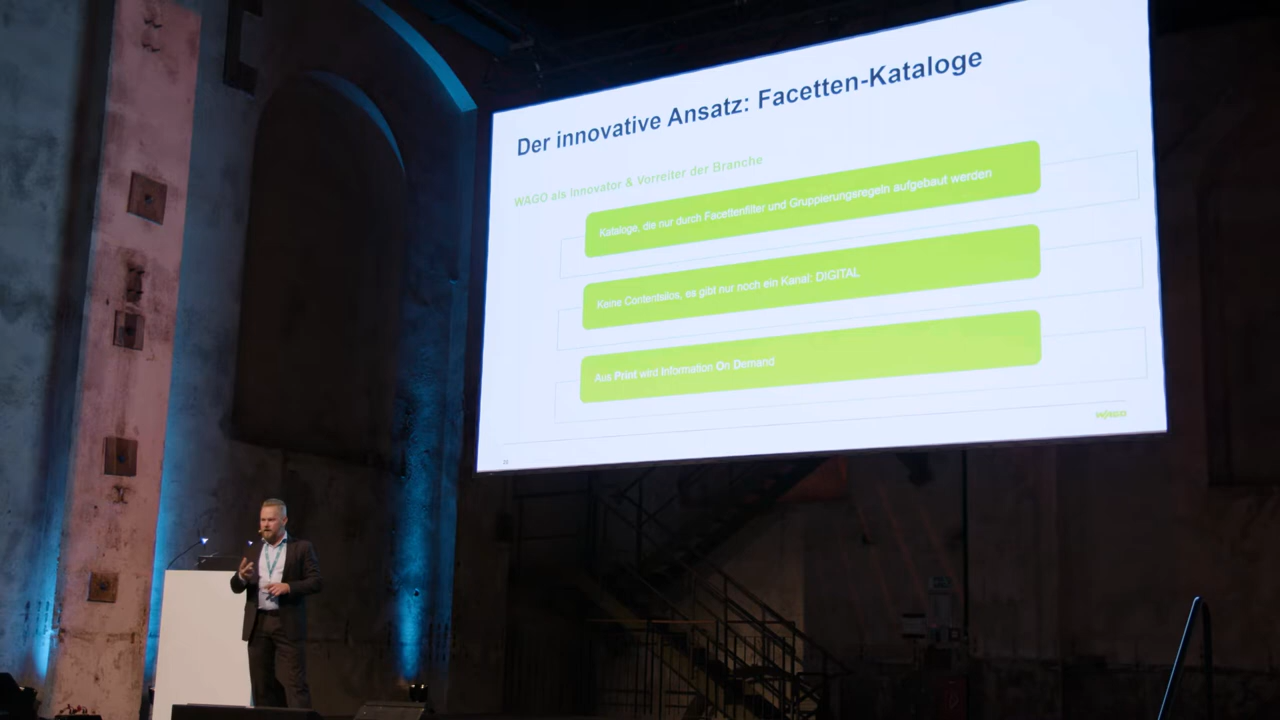 Der innovative Ansatz: Facetten-Kataloge
WAGO als Innovator & Vorreiter der Branche
Kataloge, die nur durch Facettenfilter und Gruppierungsregeln aufgebaut werden
Keine Contentsilos, es gibt nur noch ein Kanal: DIGITAL
Aus Print wird Information On Demand
WAGO